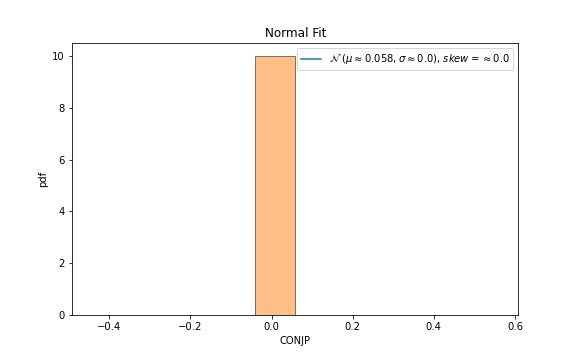 Normal Fit
𝒩 (μ ≈ 0.058, σ ≈ 0.0), skew = ≈ 0.0
pdf
10
8
6
4
2
0
−0.4 −0.2 0.0 0.2 0.4 0.6
CONJP